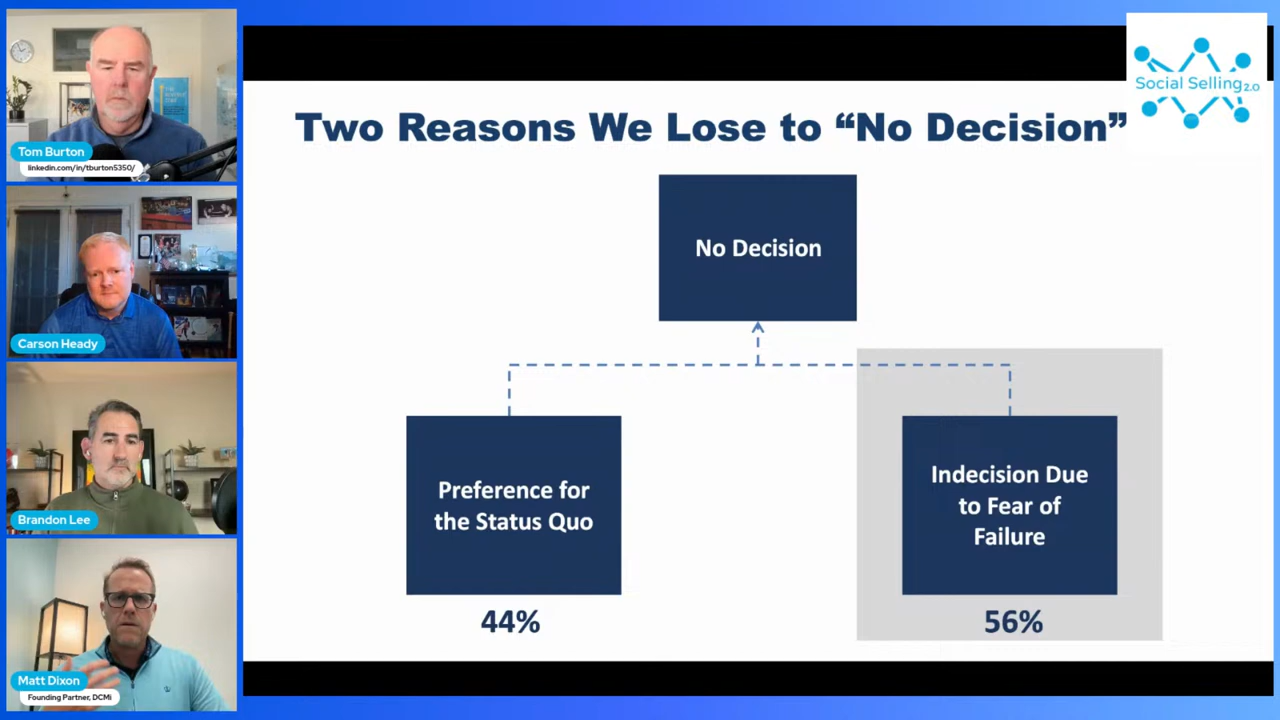 Tom Burton
linkedin.com/in/tburton5350/
Carson Heady
Brandon Lee
Matt Dixon
Founding Partner, DCMi
Two Reasons We Lose to “No Decision”
Social Selling 2.0
No Decision
Preference for
the Status Quo
44%
Indecision Due
to Fear of
Failure
56%